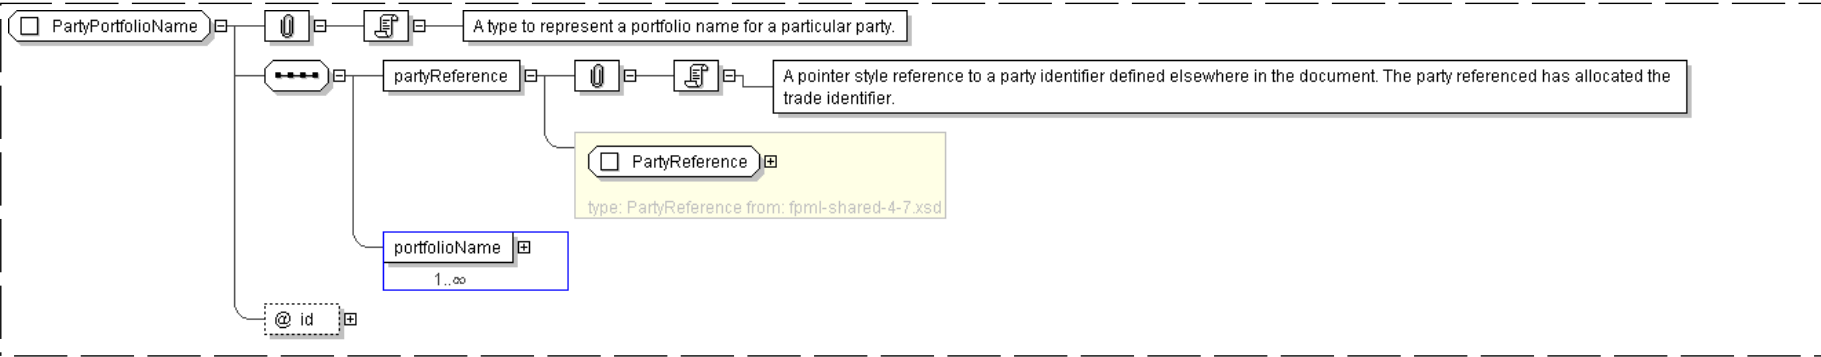 PartyPortfolioName
A type to represent a portfolio name for a particular party.
partyReference
A pointer style reference to a party identifier defined elsewhere in the document. The party referenced has allocated the
trade identifier.
PartyReference
type: PartyReference from: fpml-shared-4-7.xsd
portfolioName
1..∞
@ id